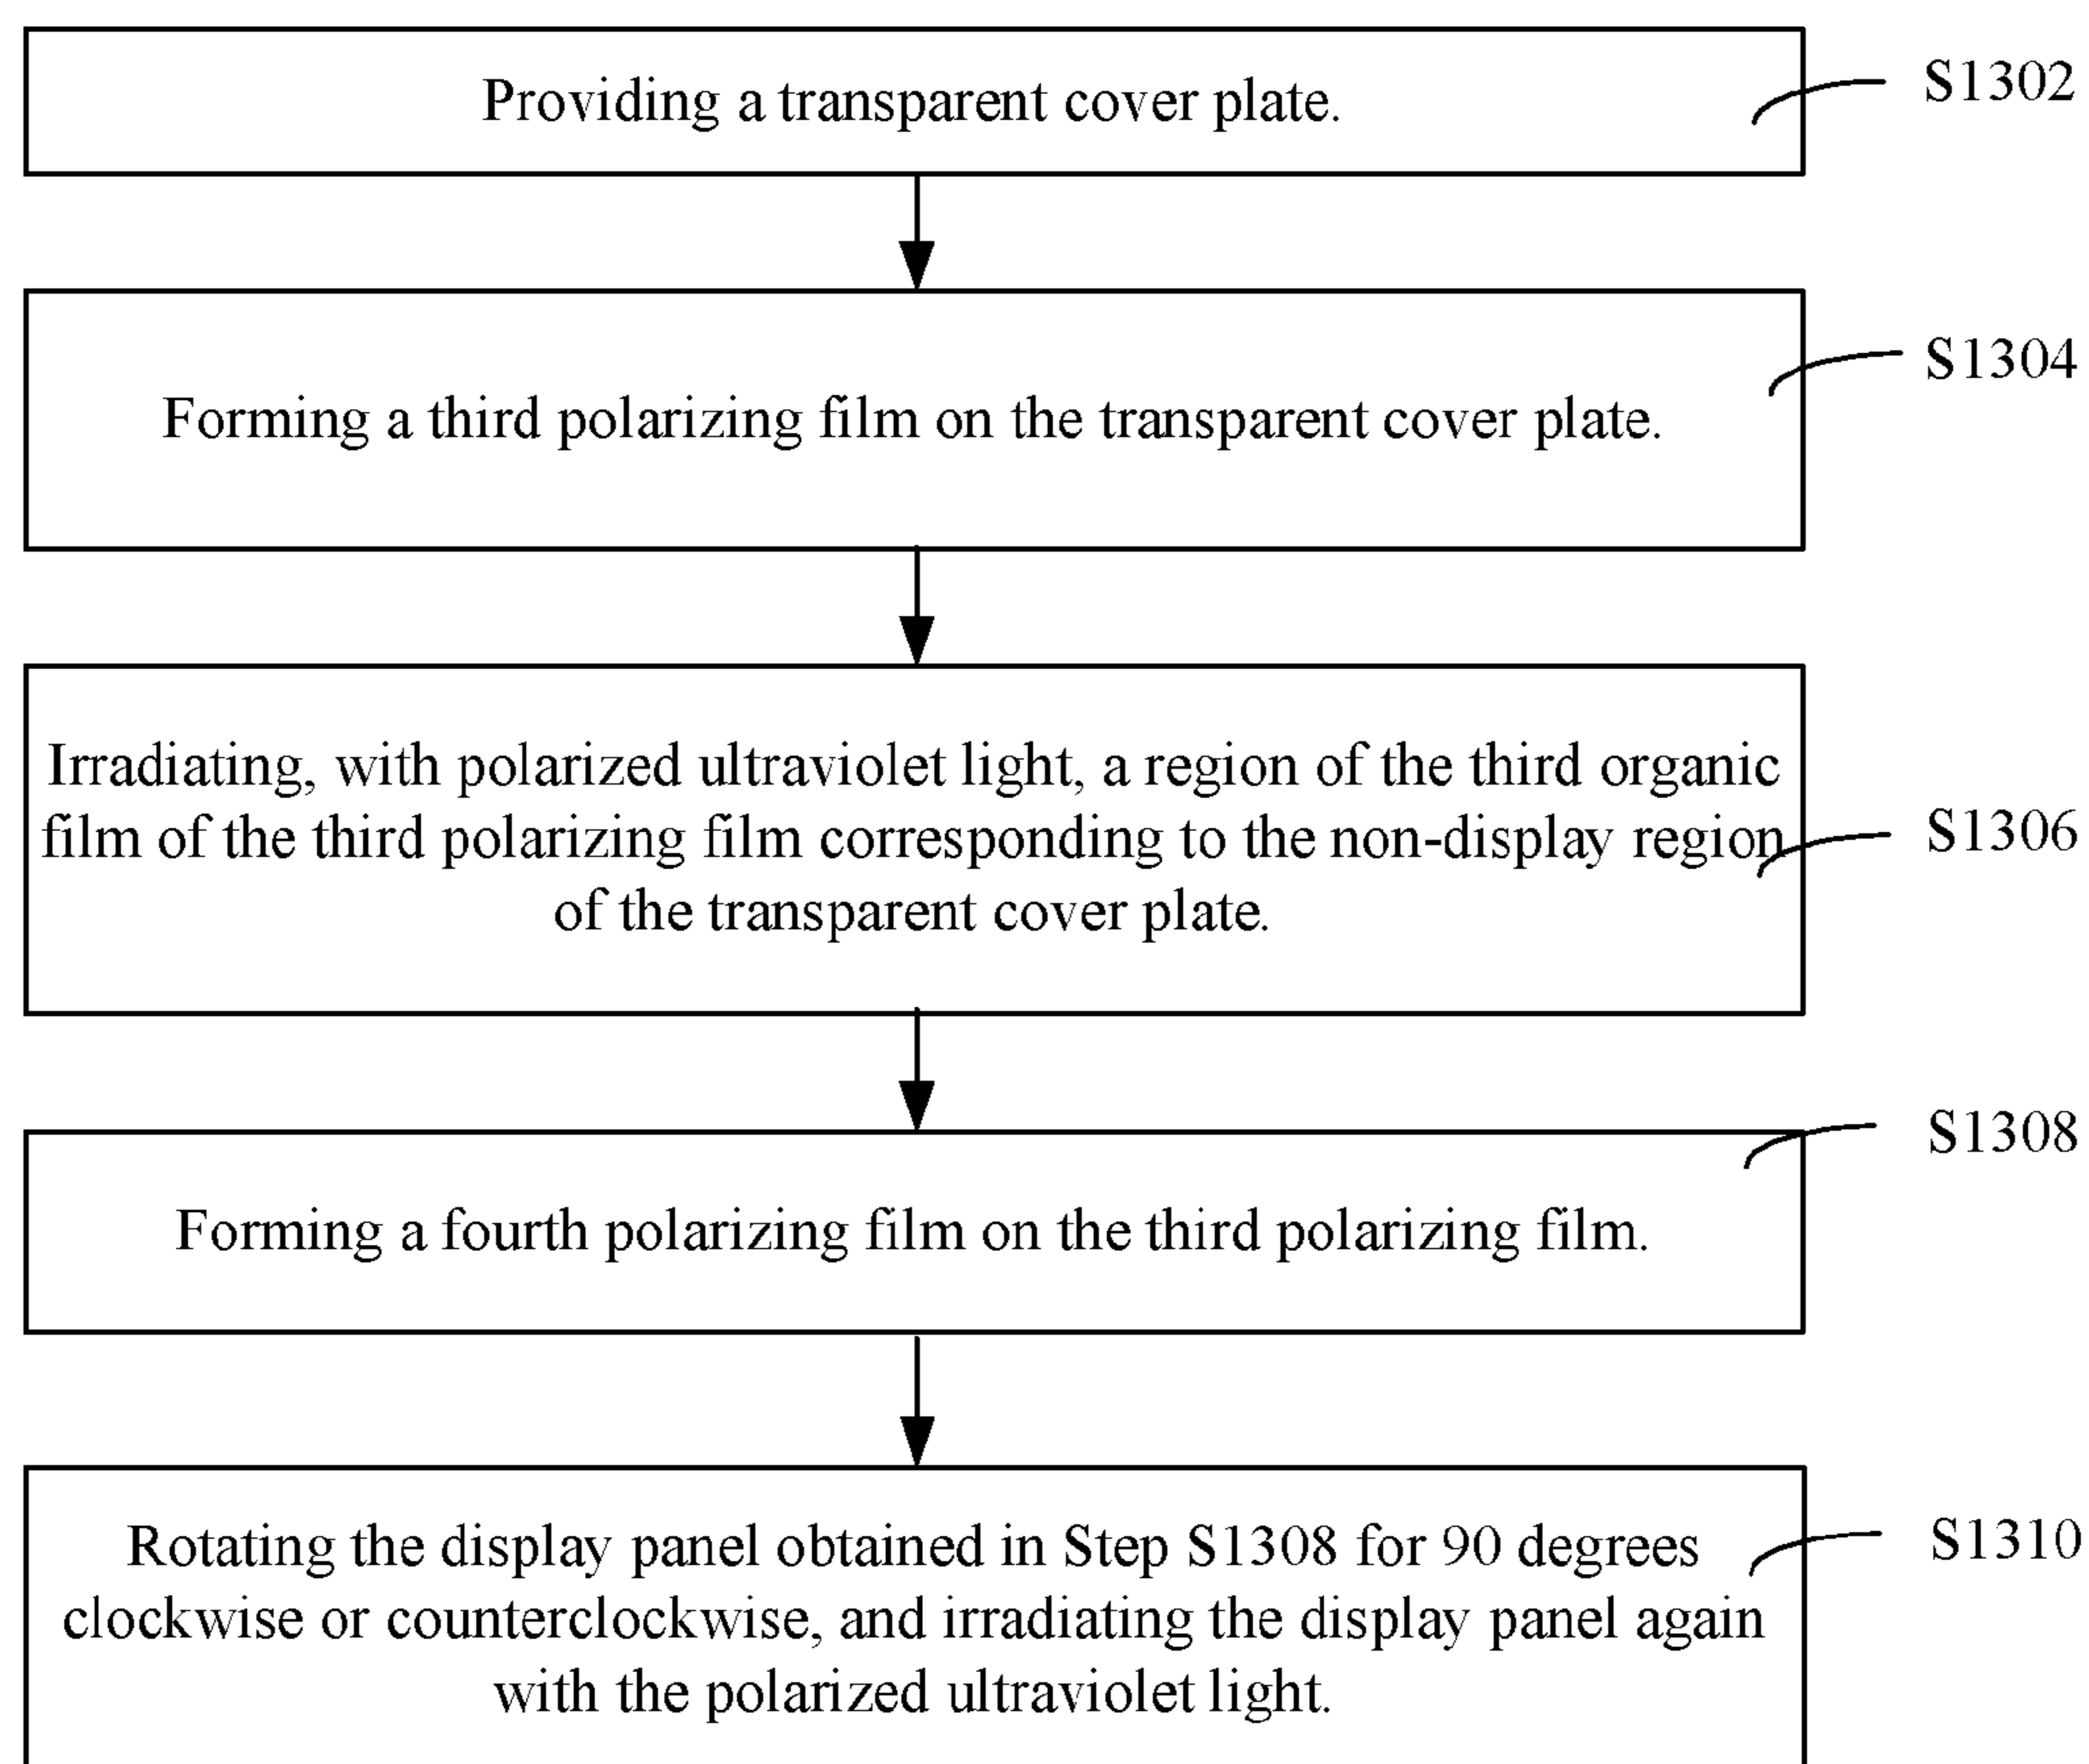 Providing a transparent cover plate.
S1302
Forming a third polarizing film on the transparent cover plate.
S1304
Irradiating, with polarized ultraviolet light, a region of the third organic
film of the third polarizing film corresponding to the non-display region
of the transparent cover plate.
S1306
Forming a fourth polarizing film on the third polarizing film.
S1308
Rotating the display panel obtained in Step S1308 for 90 degrees
clockwise or counterclockwise, and irradiating the display panel again
with the polarized ultraviolet light.
S1310